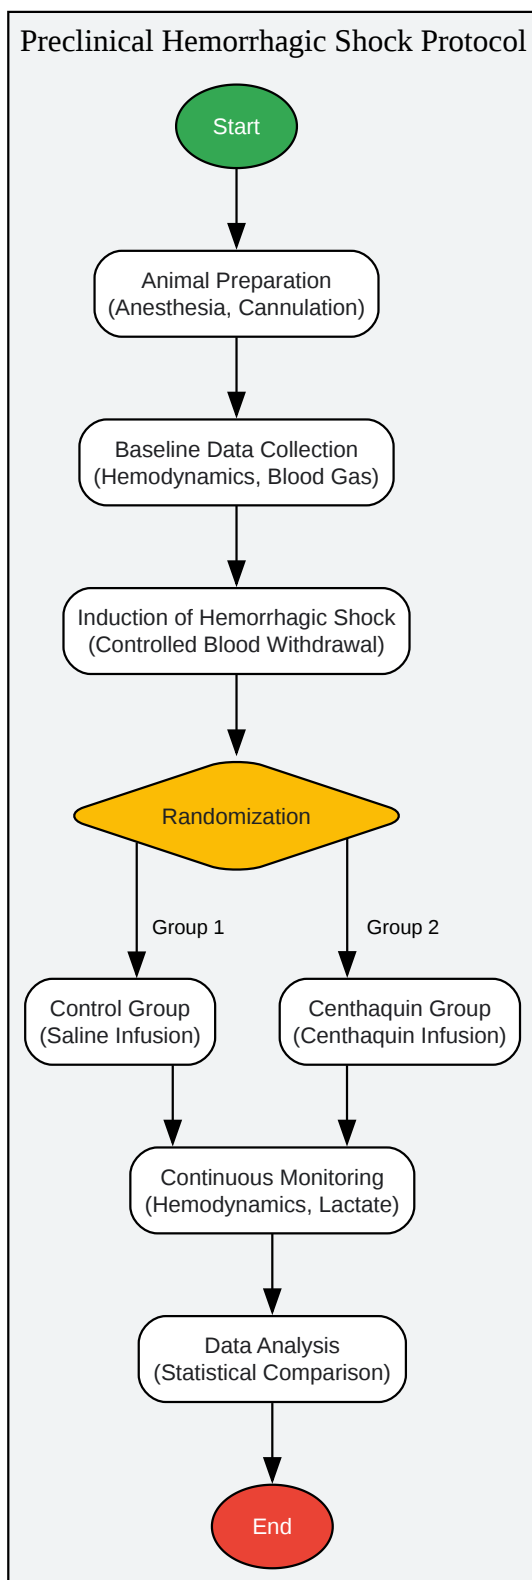 Preclinical Hemorrhagic Shock Protocol
Start
Animal Preparation
(Anesthesia, Cannulation)
Baseline Data Collection
(Hemodynamics, Blood Gas)
Induction of Hemorrhagic Shock
(Controlled Blood Withdrawal)
Randomization
Group 1
Group 2
Control Group
(Saline Infusion)
Centhaquin Group
(Centhaquin Infusion)
Continuous Monitoring
(Hemodynamics, Lactate)
Data Analysis
(Statistical Comparison)
End